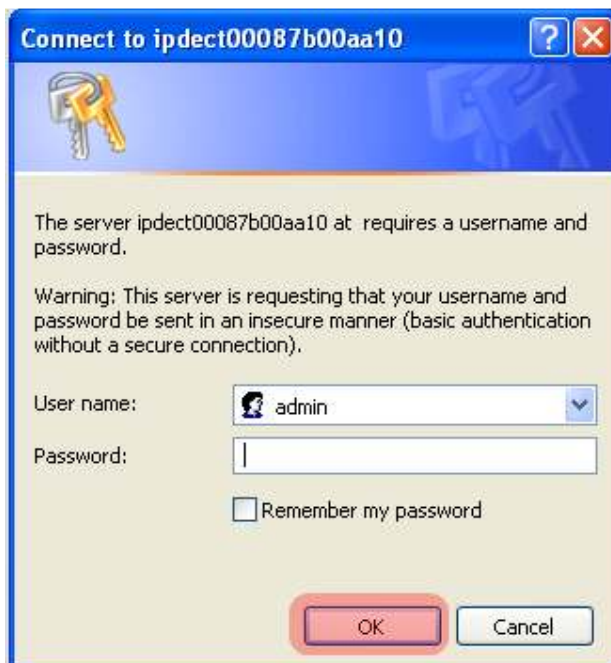 Connect to ipdect00087b00aa10
The server ipdect00087b00aa10 at  requires a username and
password.
Warning: This server is requesting that your username and
password be sent in an insecure manner (basic authentication
without a secure connection).
User name:
admin
Password:
Remember my password
OK
Cancel